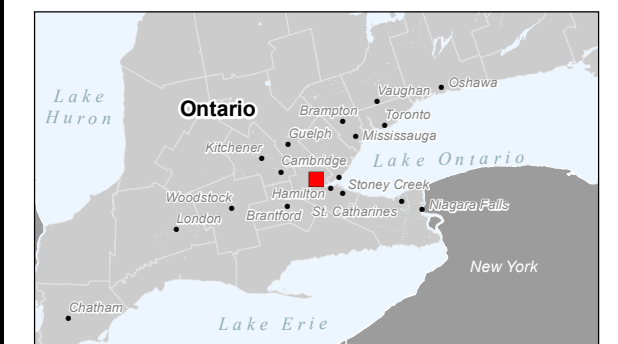 Lake
Huron
Ontario
Vaughan
Oshawa
Brampton
Toronto
Guelph
Mississauga
Kitchener
Cambridge
Lake Ontario
Hamilton
Stoney Creek
Woodstock
Brantford
St. Catharines
Niagara Falls
London
New York
Chatham
Lake Erie